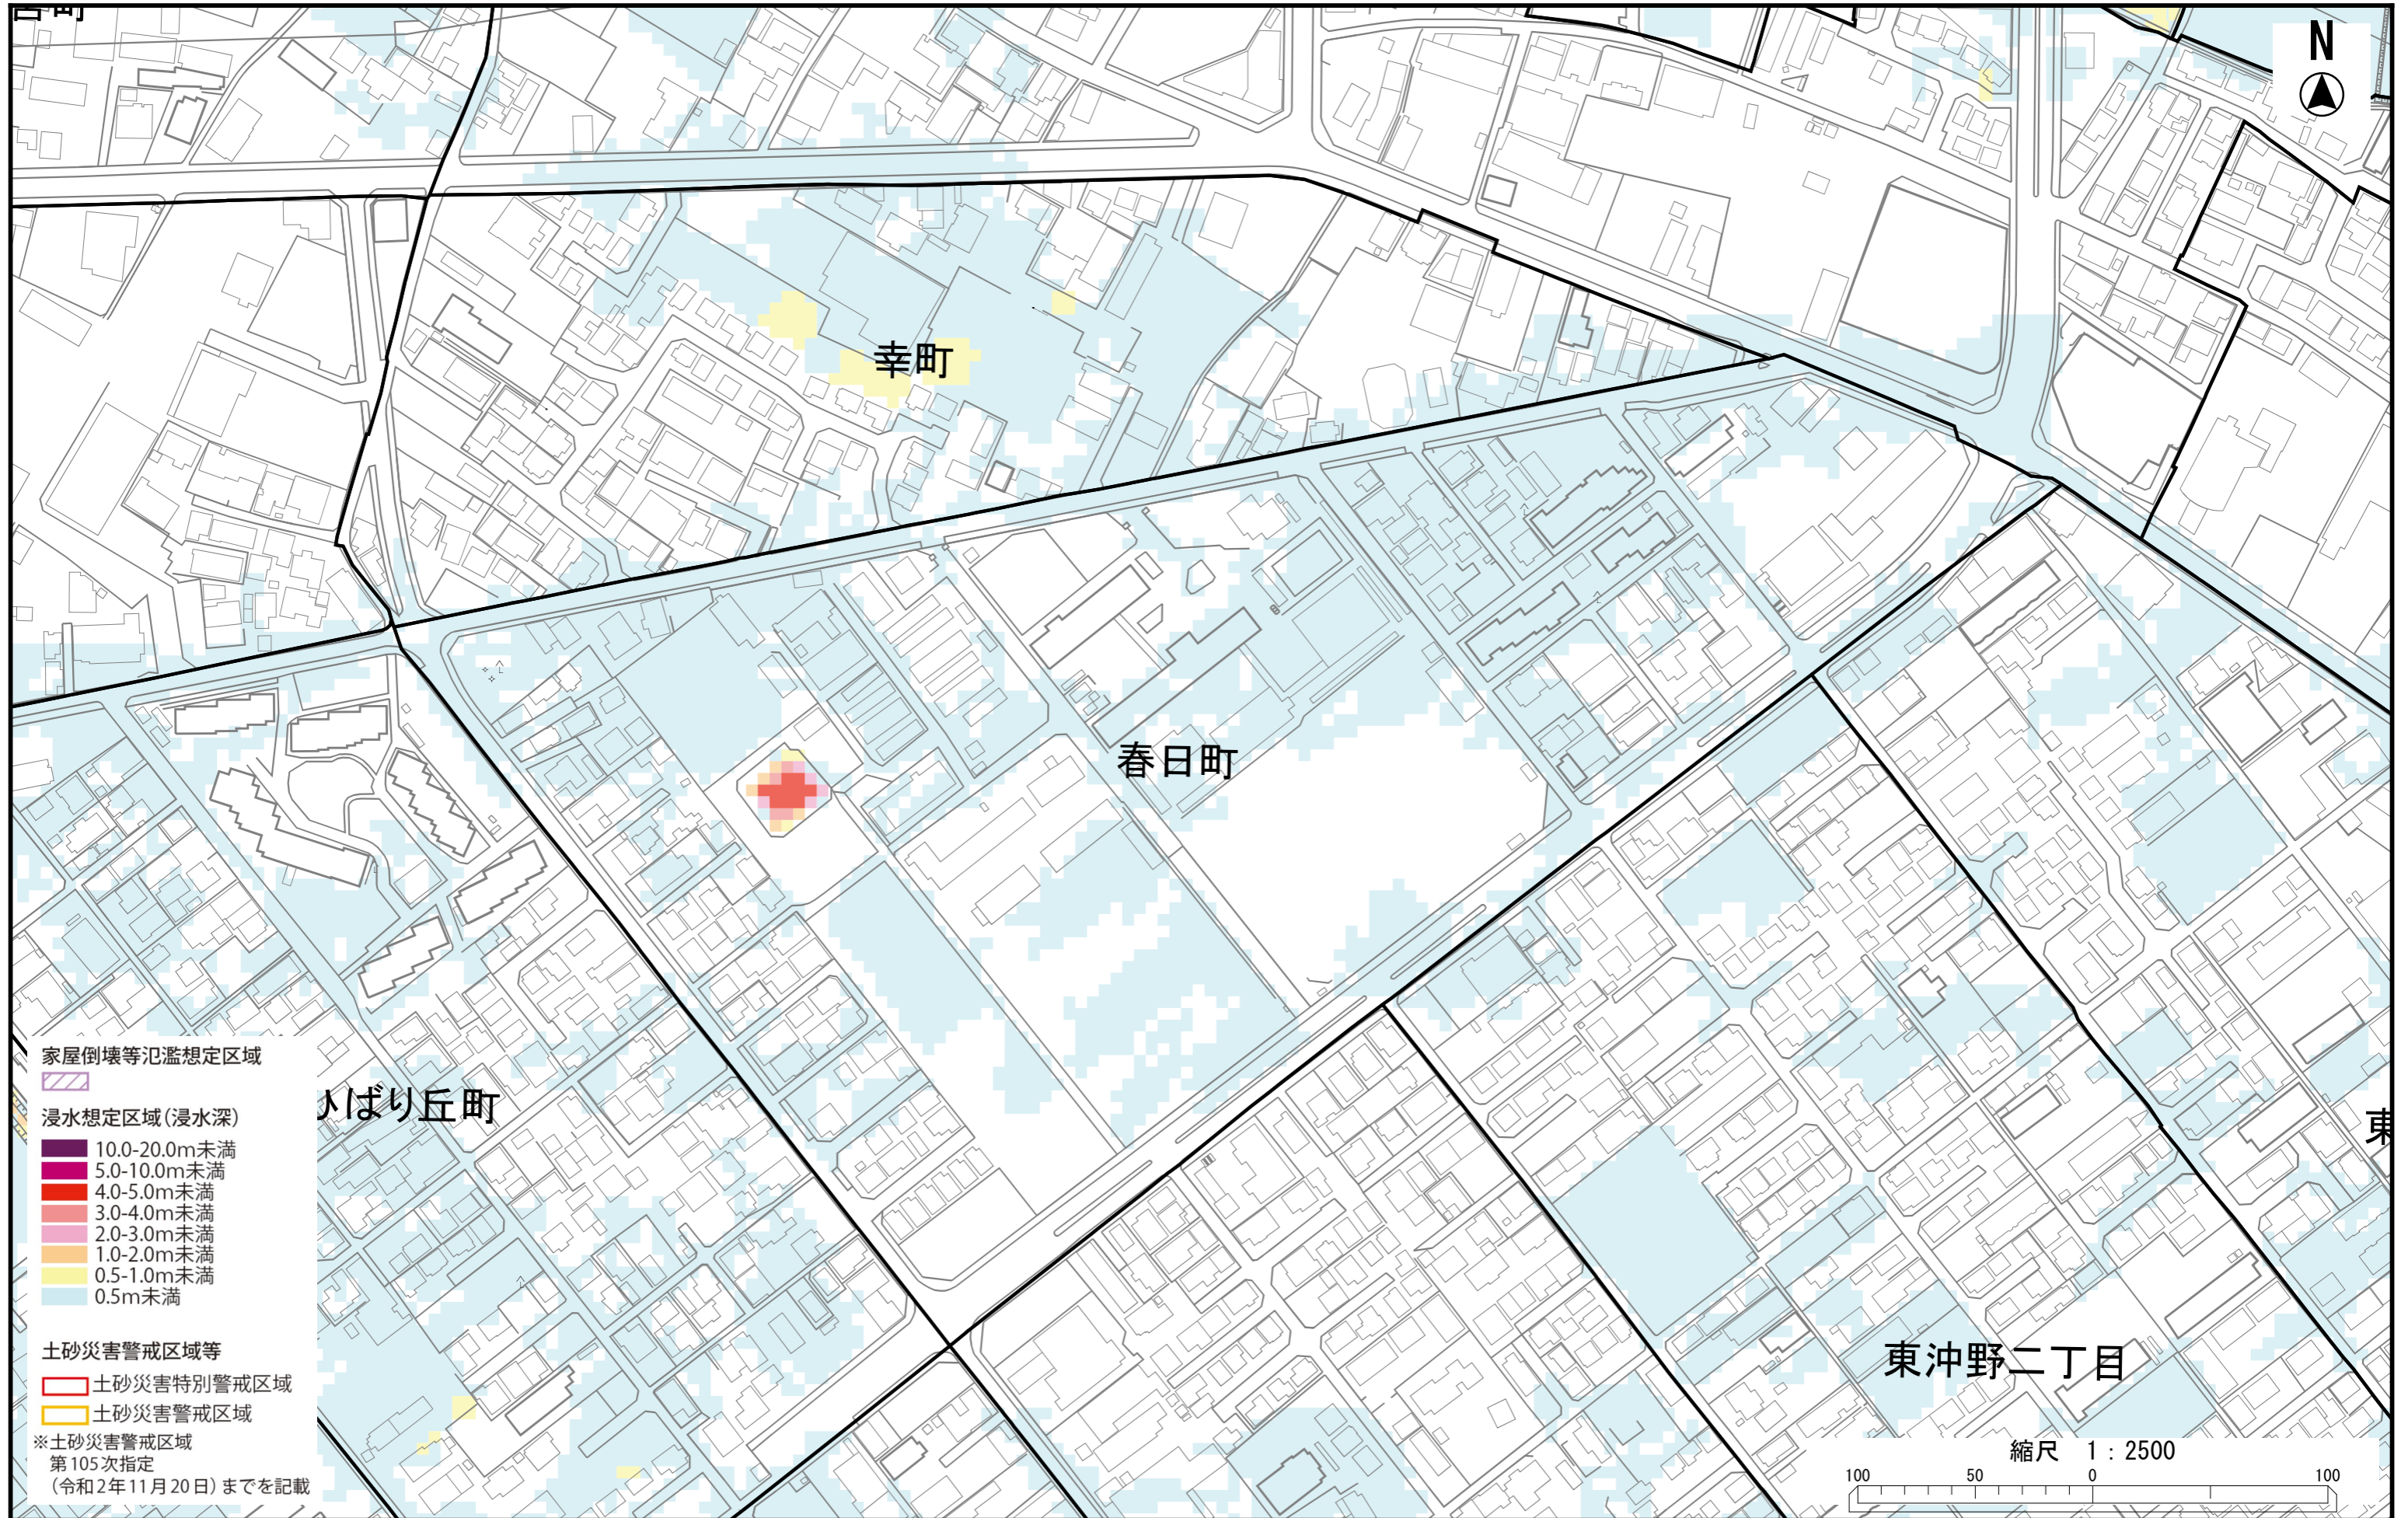 N
幸町
春日町
ひばり丘町
東
東沖野二丁目
家屋倒壊等氾濫想定区域
浸水想定区域(浸水深)
10.0-20.0m未満
5.0-10.0m未満
4.0-5.0m未満
3.0-4.0m未満
2.0-3.0m未満
1.0-2.0m未満
0.5-1.0m未満
0.5m未満
土砂災害警戒区域等
土砂災害特別警戒区域
土砂災害警戒区域
※土砂災害警戒区域
第105次指定
(令和2年11月20日)までを記載
縮尺 1:2500
100 50 0 100